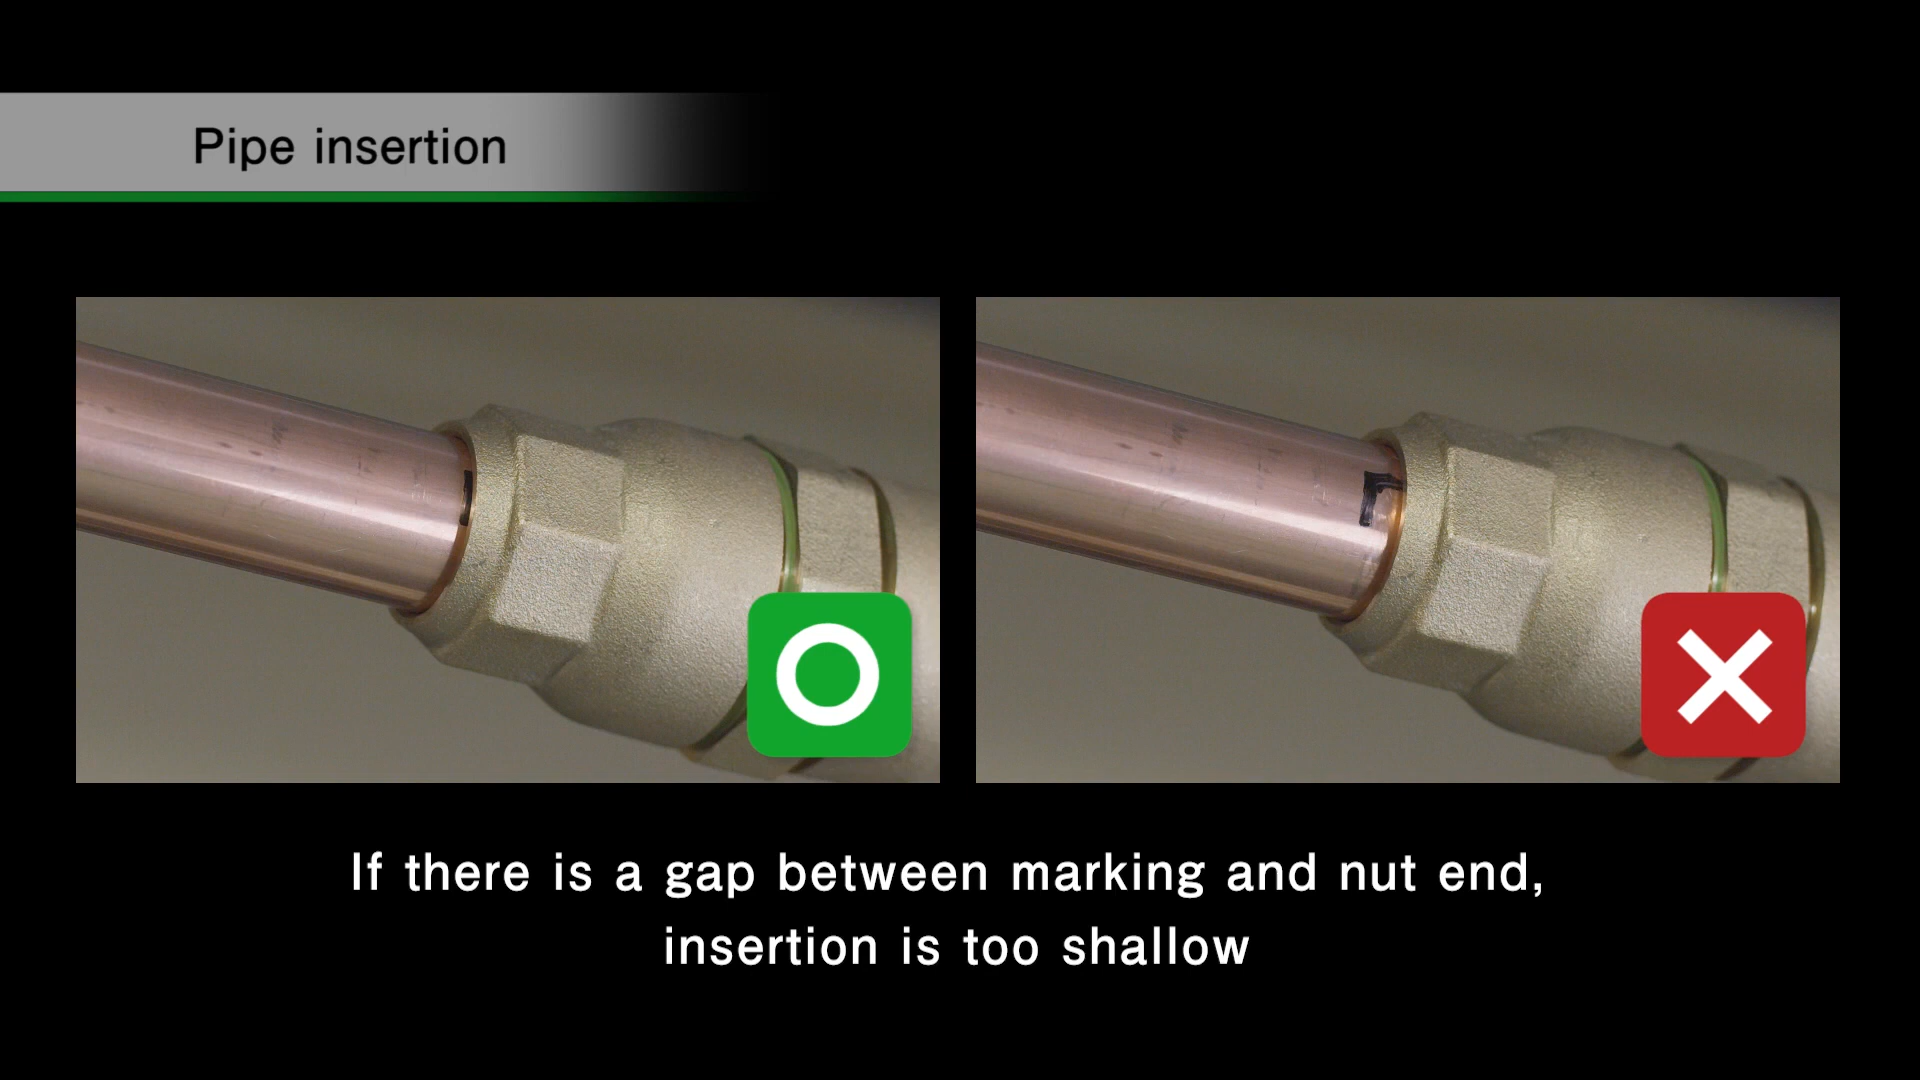 Pipe insertion
If there is a gap between marking and nut end,
insertion is too shallow